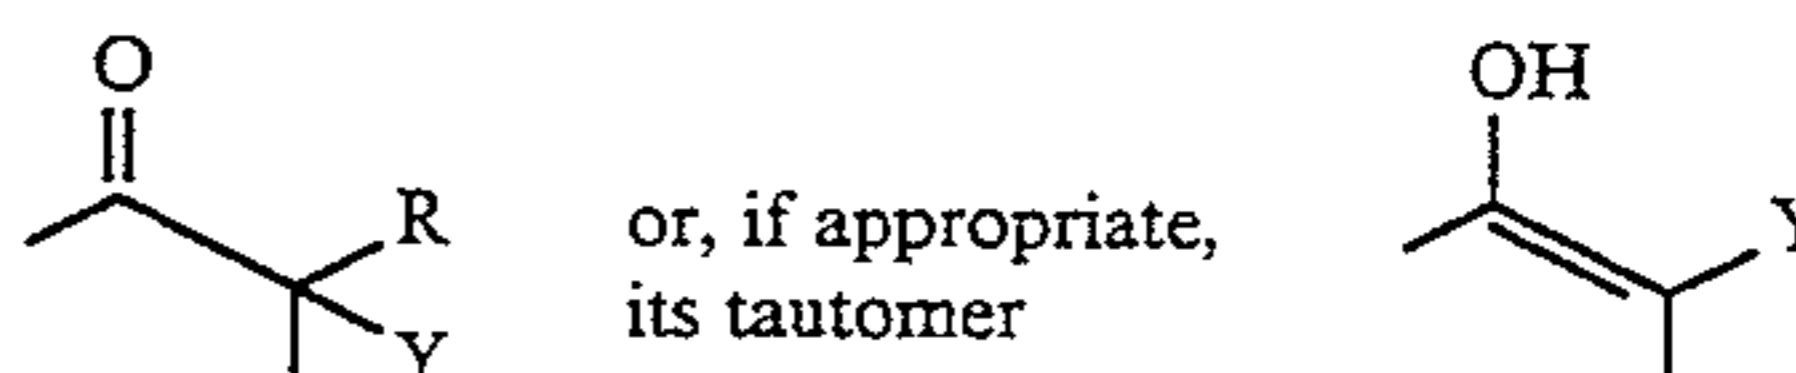 O
OH
R
or, if appropriate,
Y
its tautomer
Y